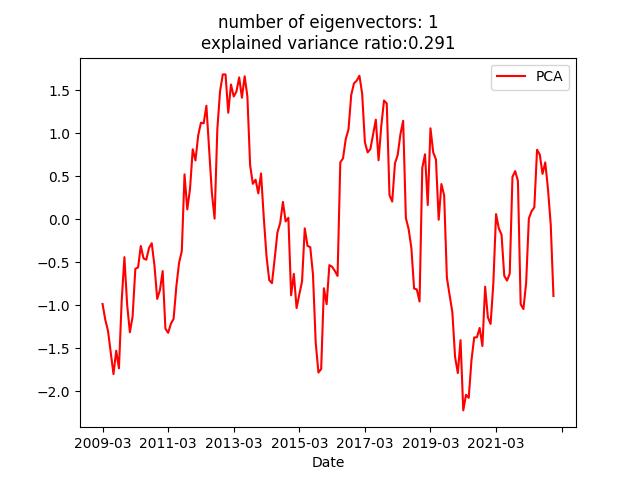 number of eigenvectors: 1
explained variance ratio:0.291
PCA
1.5
1.0
0.5
0.0
−0.5
−1.0
−1.5
−2.0
2009-03 2011-03 2013-03 2015-03 2017-03 2019-03 2021-03
Date